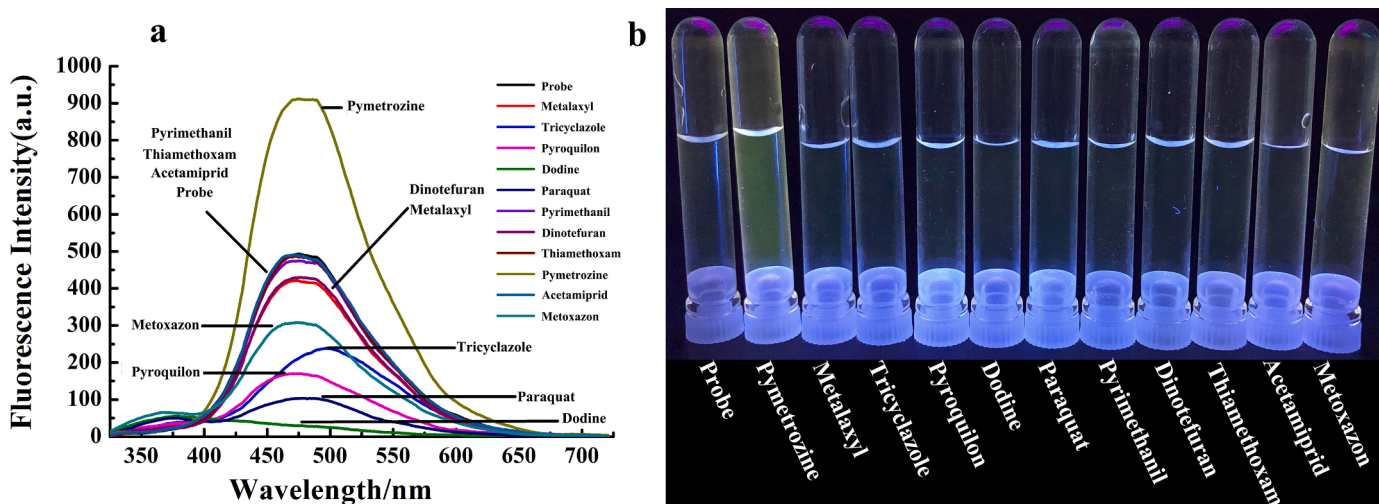 a
Fluorescence Intensity(a.u.)
1000
900
800
700
600
500
400
300
200
100
0
350
400
450
500
550
600
650
700
Wavelength/nm
Pymetrozine
Pyrimethanil
Thiamethoxam
Acetamiprid
Probe
Dinotefuran
Metalaxyl
Metoxazon
Tricyclazole
Pyroquilon
Paraquat
Dodine
Probe
Metalaxyl
Tricyclazole
Pyroquilon
Dodine
Paraquat
Pyrimethanil
Dinotefuran
Thiamethoxam
Pymetrozine
Acetamiprid
Metoxazon
b
Probe
Pymetrozine
Metalaxyl
Tricyclazole
Pyroquilon
Dodine
Paraquat
Pyrimethanil
Dinotefuran
Thiamethoxam
Acetamiprid
Metoxazon